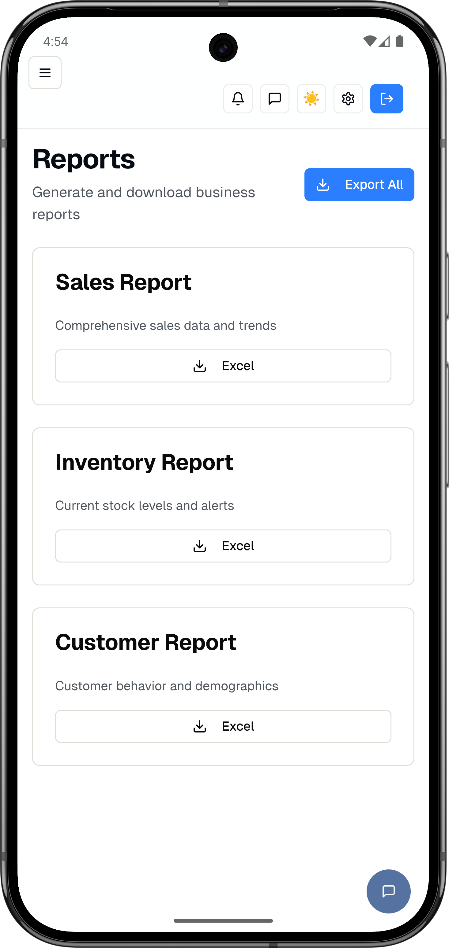 4:54
Reports
Generate and download business
reports
Export All
Sales Report
Comprehensive sales data and trends
Excel
Inventory Report
Current stock levels and alerts
Excel
Customer Report
Customer behavior and demographics
Excel